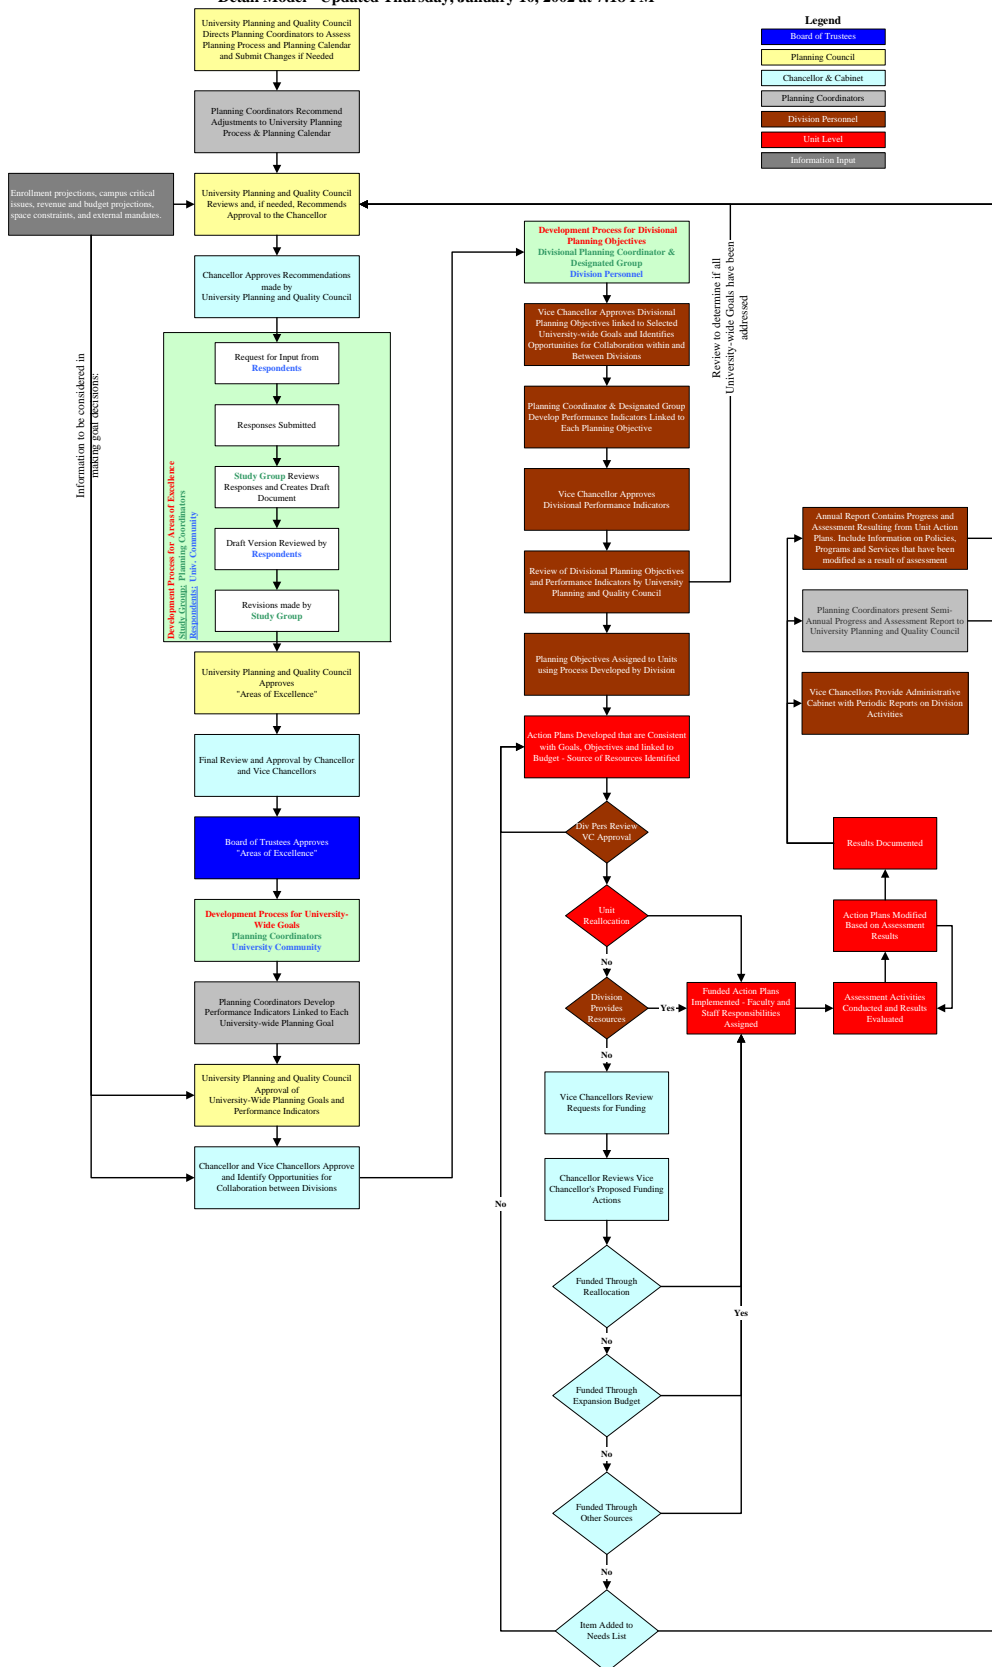 Detail Model - Updated Thursday, January 10, 2002 at 7:18 PM
Legend
Board of Trustees
Planning Council
Chancellor & Cabinet
Planning Coordinators
Division Personnel
Unit Level
Information Input
University Planning and Quality Council
Directs Planning Coordinators to Assess
Planning Process and Planning Calendar
and Submit Changes if Needed
Planning Coordinators Recommend
Adjustments to University Planning
Process & Planning Calendar
Enrollment projections, campus critical
issues, revenue and budget projections,
space constraints, and external mandates.
University Planning and Quality Council
Reviews and, if needed, Recommends
Approval to the Chancellor
Chancellor Approves Recommendations
made by
University Planning and Quality Council
Information to be considered in
making goal decisions:
Development Process for Areas of Excellence
Study Group: Planning Coordinators
Respondents: Univ. Community
Request for Input from
Respondents
Responses Submitted
Study Group Reviews
Responses and Creates Draft
Document
Draft Version Reviewed by
Respondents
Revisions made by
Study Group
University Planning and Quality Council
Approves
"Areas of Excellence"
Final Review and Approval by Chancellor
and Vice Chancellors
Board of Trustees Approves
"Areas of Excellence"
Development Process for University-
Wide Goals
Planning Coordinators
University Community
Planning Coordinators Develop
Performance Indicators Linked to Each
University-wide Planning Goal
University Planning and Quality Council
Approval of
University-Wide Planning Goals and
Performance Indicators
Chancellor and Vice Chancellors Approve
and Identify Opportunities for
Collaboration between Divisions
Development Process for Divisional
Planning Objectives
Divisional Planning Coordinator &
Designated Group
Division Personnel
Vice Chancellor Approves Divisional
Planning Objectives linked to Selected
University-wide Goals and Identifies
Opportunities for Collaboration within and
Between Divisions
Planning Coordinator & Designated Group
Develop Performance Indicators Linked to
Each Planning Objective
Vice Chancellor Approves
Divisional Performance Indicators
Review of Divisional Planning Objectives
and Performance Indicators by University
Planning and Quality Council
Review to determine if all
University-wide Goals have been
addressed
Planning Objectives Assigned to Units
using Process Developed by Division
Action Plans Developed that are Consistent
with Goals, Objectives and linked to
Budget - Source of Resources Identified
Div Pers Review
VC Approval
Unit
Reallocation
No
Division
Provides
Resources
Yes
No
Funded Action Plans
Implemented - Faculty and
Staff Responsibilities
Assigned
Assessment Activities
Conducted and Results
Evaluated
Action Plans Modified
Based on Assessment
Results
Results Documented
Annual Report Contains Progress and
Assessment Resulting from Unit Action
Plans. Include Information on Policies,
Programs and Services that have been
modified as a result of assessment
Planning Coordinators present Semi-
Annual Progress and Assessment Report to
University Planning and Quality Council
Vice Chancellors Provide Administrative
Cabinet with Periodic Reports on Division
Activities
Vice Chancellors Review
Requests for Funding
Chancellor Reviews Vice
Chancellor's Proposed Funding
Actions
No
Funded Through
Reallocation
Yes
No
Funded Through
Expansion Budget
No
Funded Through
Other Sources
No
Item Added to
Needs List